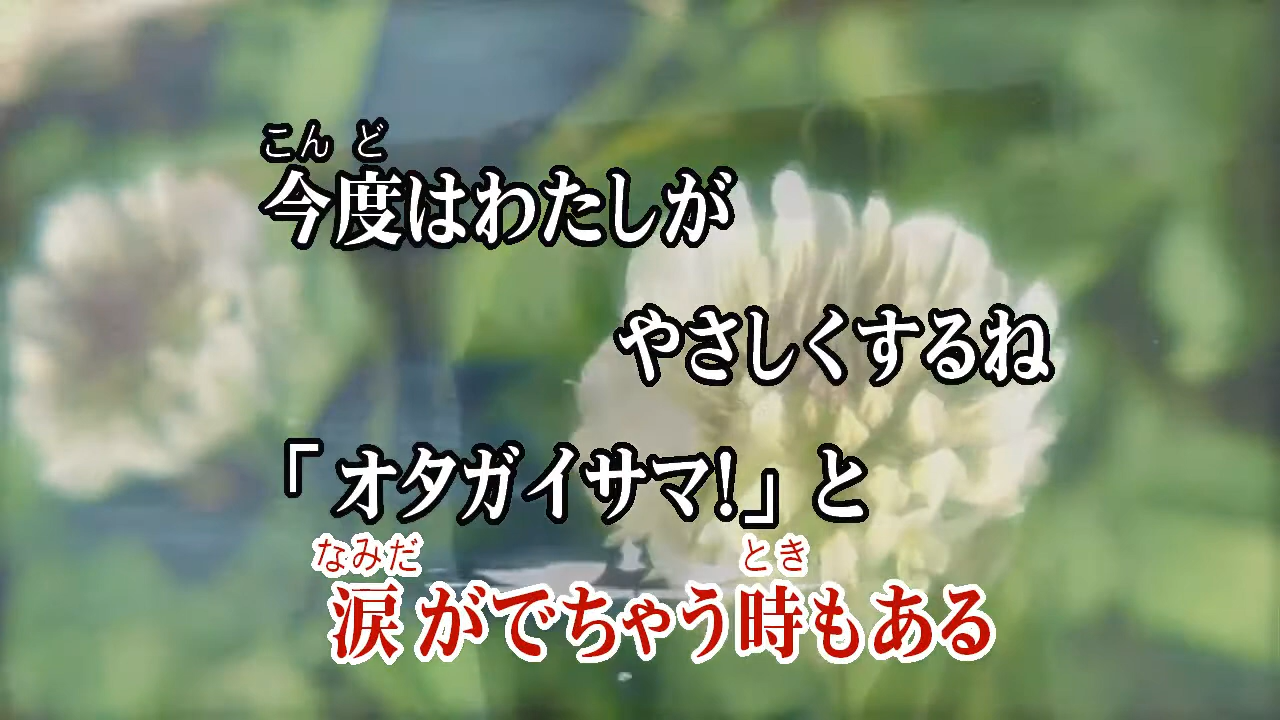 こんど
今度はわたしが
やさしくするね
「オタガイサマ!」と
なみだ とき
涙がでちゃう時もある